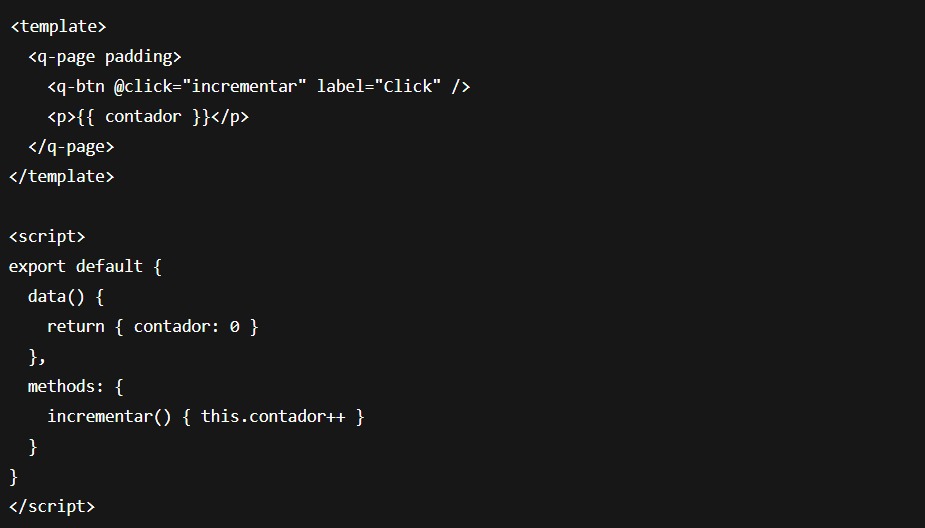 <template>
  <q-page padding>
    <q-btn @click="incrementar" label="Click" />
    <p>{{ contador }}</p>
  </q-page>
</template>

<script>
export default {
  data() {
    return { contador: 0 }
  },
  methods: {
    incrementar() { this.contador++ }
  }
}
</script>